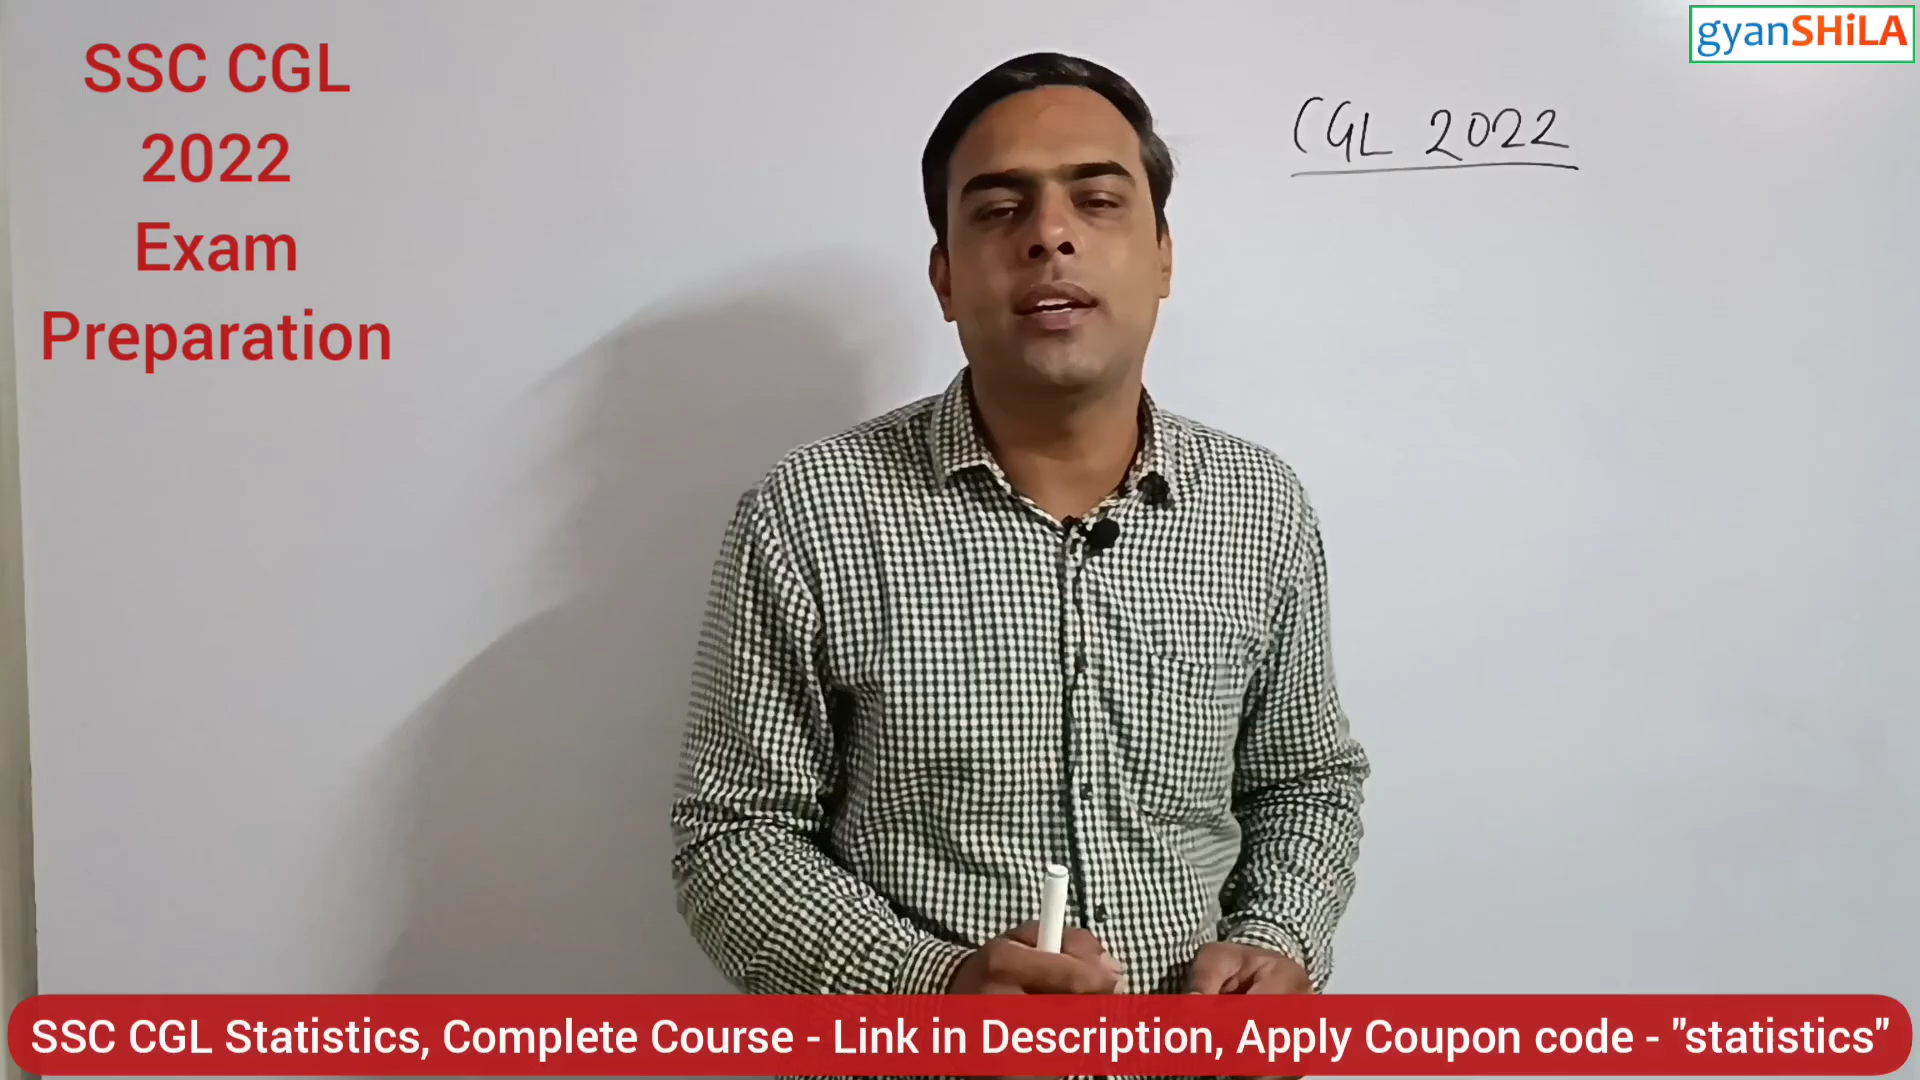 SSC CGL
2022
Exam
Preparation
gyanSHiLA
CGL 2022
SSC CGL Statistics, Complete Course - Link in Description, Apply Coupon code - "statistics"